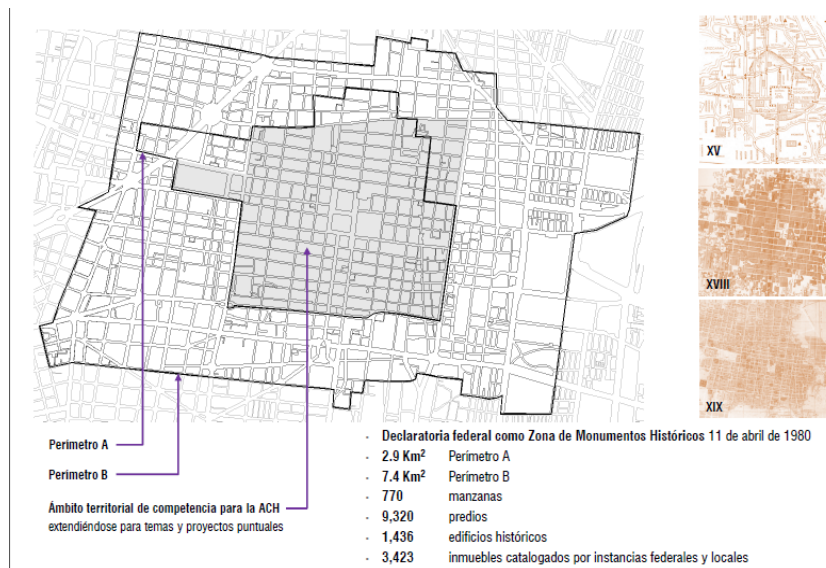 XV
XVIII
XIX
Perímetro A
Perímetro B
Ámbito territorial de competencia para la ACH
extendiéndose para temas y proyectos puntuales
- Declaratoria federal como Zona de Monumentos Históricos 11 de abril de 1980
- 2.9 Km² Perímetro A
- 7.4 Km² Perímetro B
- 770 manzanas
- 9,320 predios
- 1,436 edificios históricos
- 3,423 inmuebles catalogados por instancias federales y locales